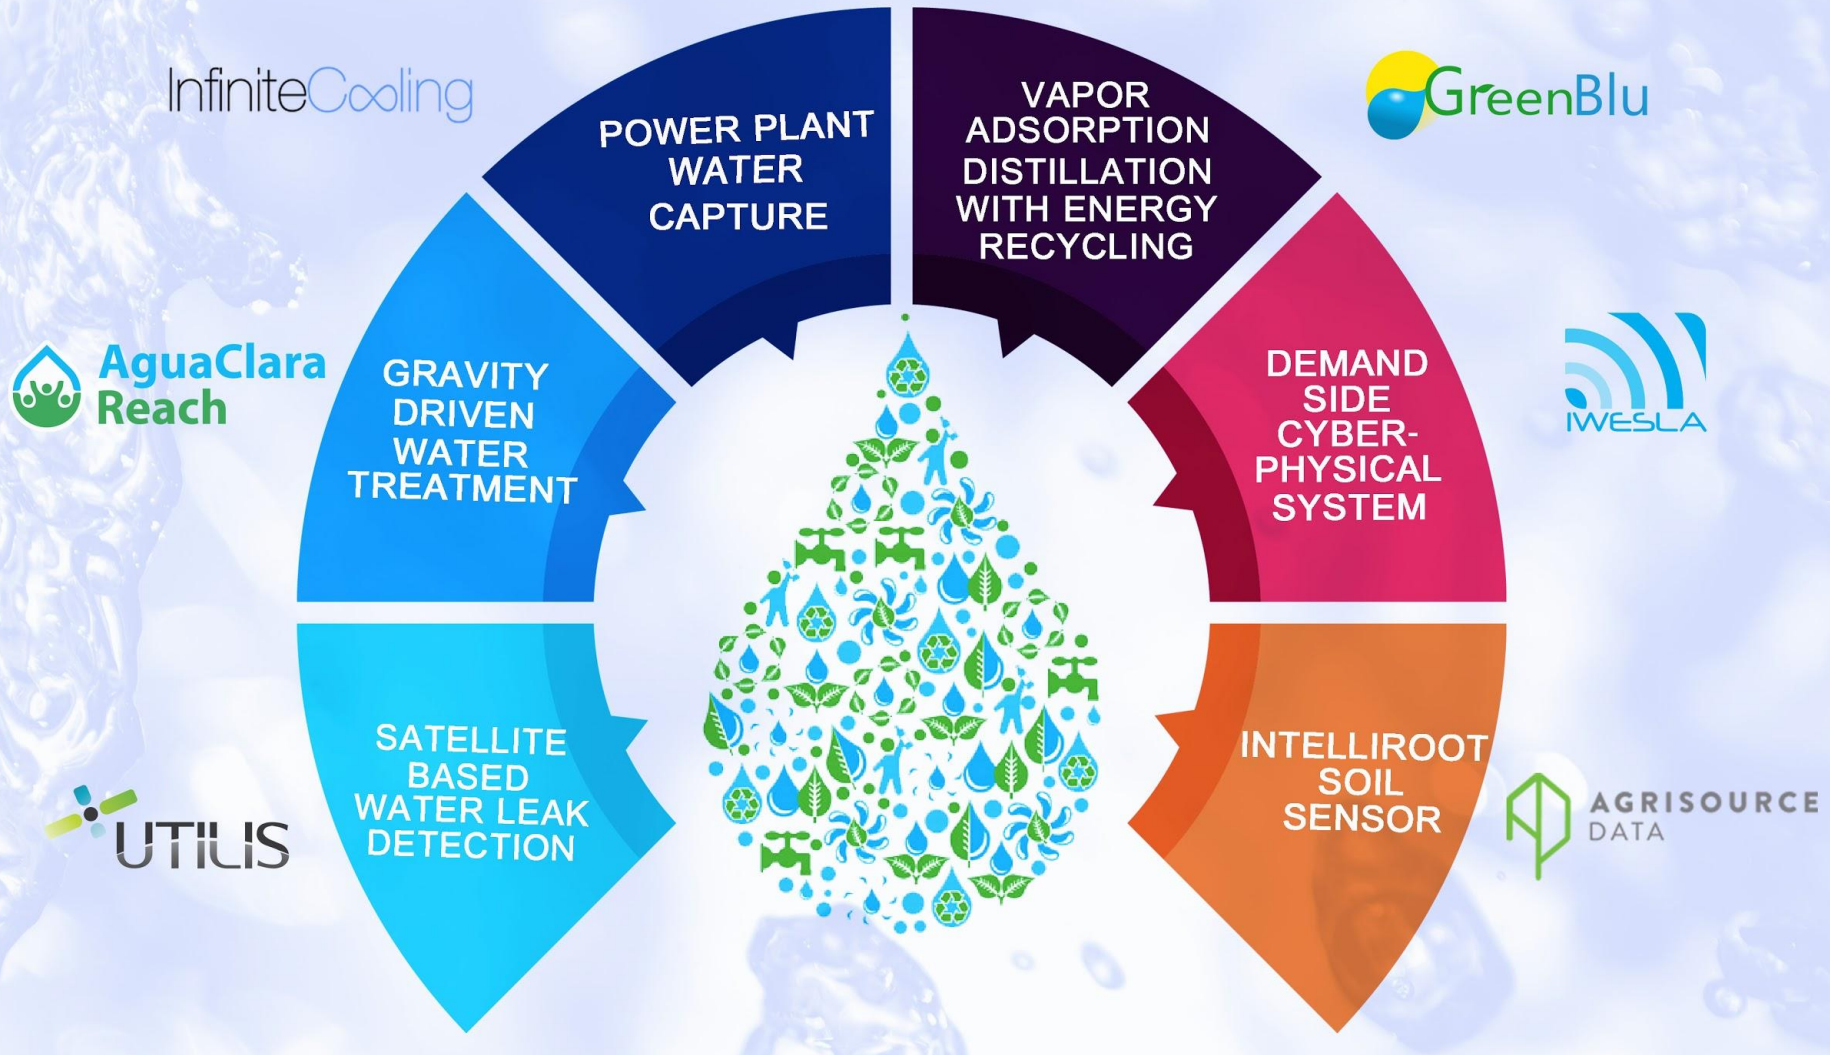 InfiniteCooling
POWER PLANT
WATER
CAPTURE
VAPOR
ADSORPTION
DISTILLATION
WITH ENERGY
RECYCLING
GreenBlu
AguaClara
Reach
GRAVITY
DRIVEN
WATER
TREATMENT
DEMAND
SIDE
CYBER-
PHYSICAL
SYSTEM
IWESLA
UTILIS
SATELLITE
BASED
WATER LEAK
DETECTION
INTELLIROOT
SOIL
SENSOR
AGRISOURCE
DATA